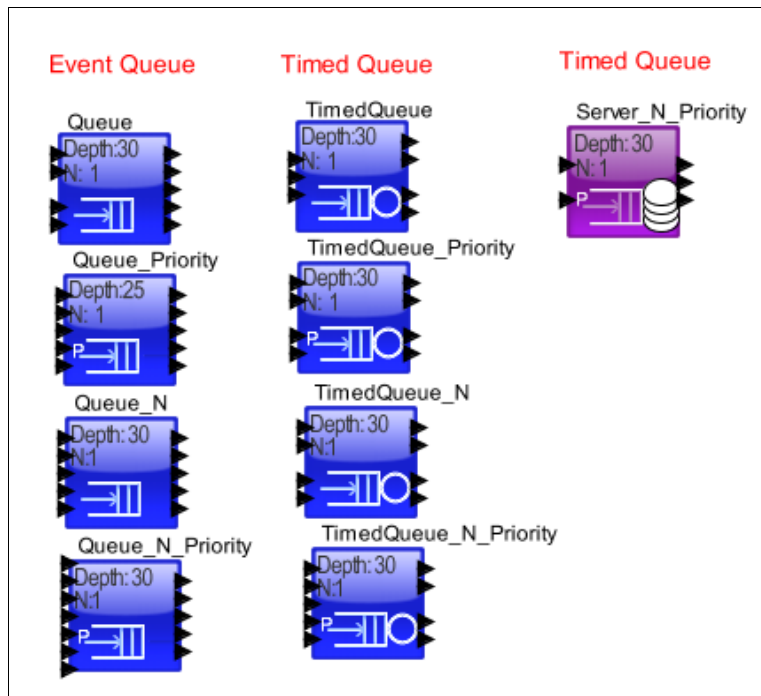 Event Queue
Timed Queue
Timed Queue
Queue
Depth:30
N: 1
TimedQueue
Depth:30
N: 1
Server_N_Priority
Depth:30
N: 1
P
Queue_Priority
Depth:25
N: 1
P
TimedQueue_Priority
Depth:30
N: 1
P
Queue_N
Depth:30
N:1
TimedQueue_N
Depth:30
N:1
Queue_N_Priority
Depth:30
N:1
P
TimedQueue_N_Priority
Depth:30
N:1
P